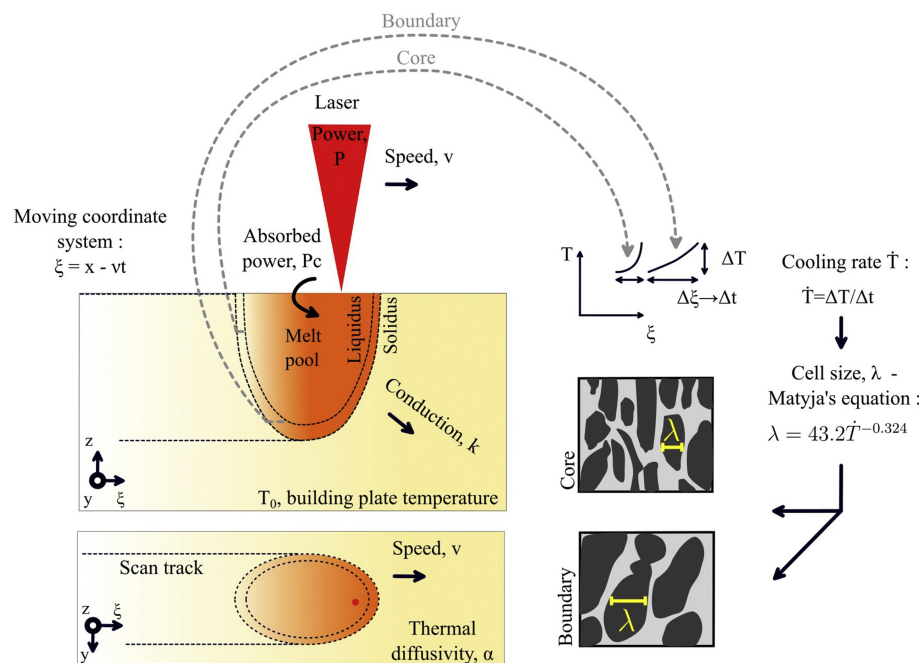 Boundary
Core
Laser
Power,
P
Speed, v
Moving coordinate
system :
ξ = x - vt
Absorbed
power, Pc
Melt
pool
Liquidus
Solidus
Conduction, k
z
y
ξ
T₀, building plate temperature
Scan track
Speed, v
z
ξ
y
Thermal
diffusivity, α
T
ΔT
Δξ→Δt
ξ
Cooling rate Ṫ :
Ṫ=ΔT/Δt
Cell size, λ -
Matyja's equation :
λ = 43.2Ṫ⁻⁰·³²⁴
Core
λ
Boundary
λ